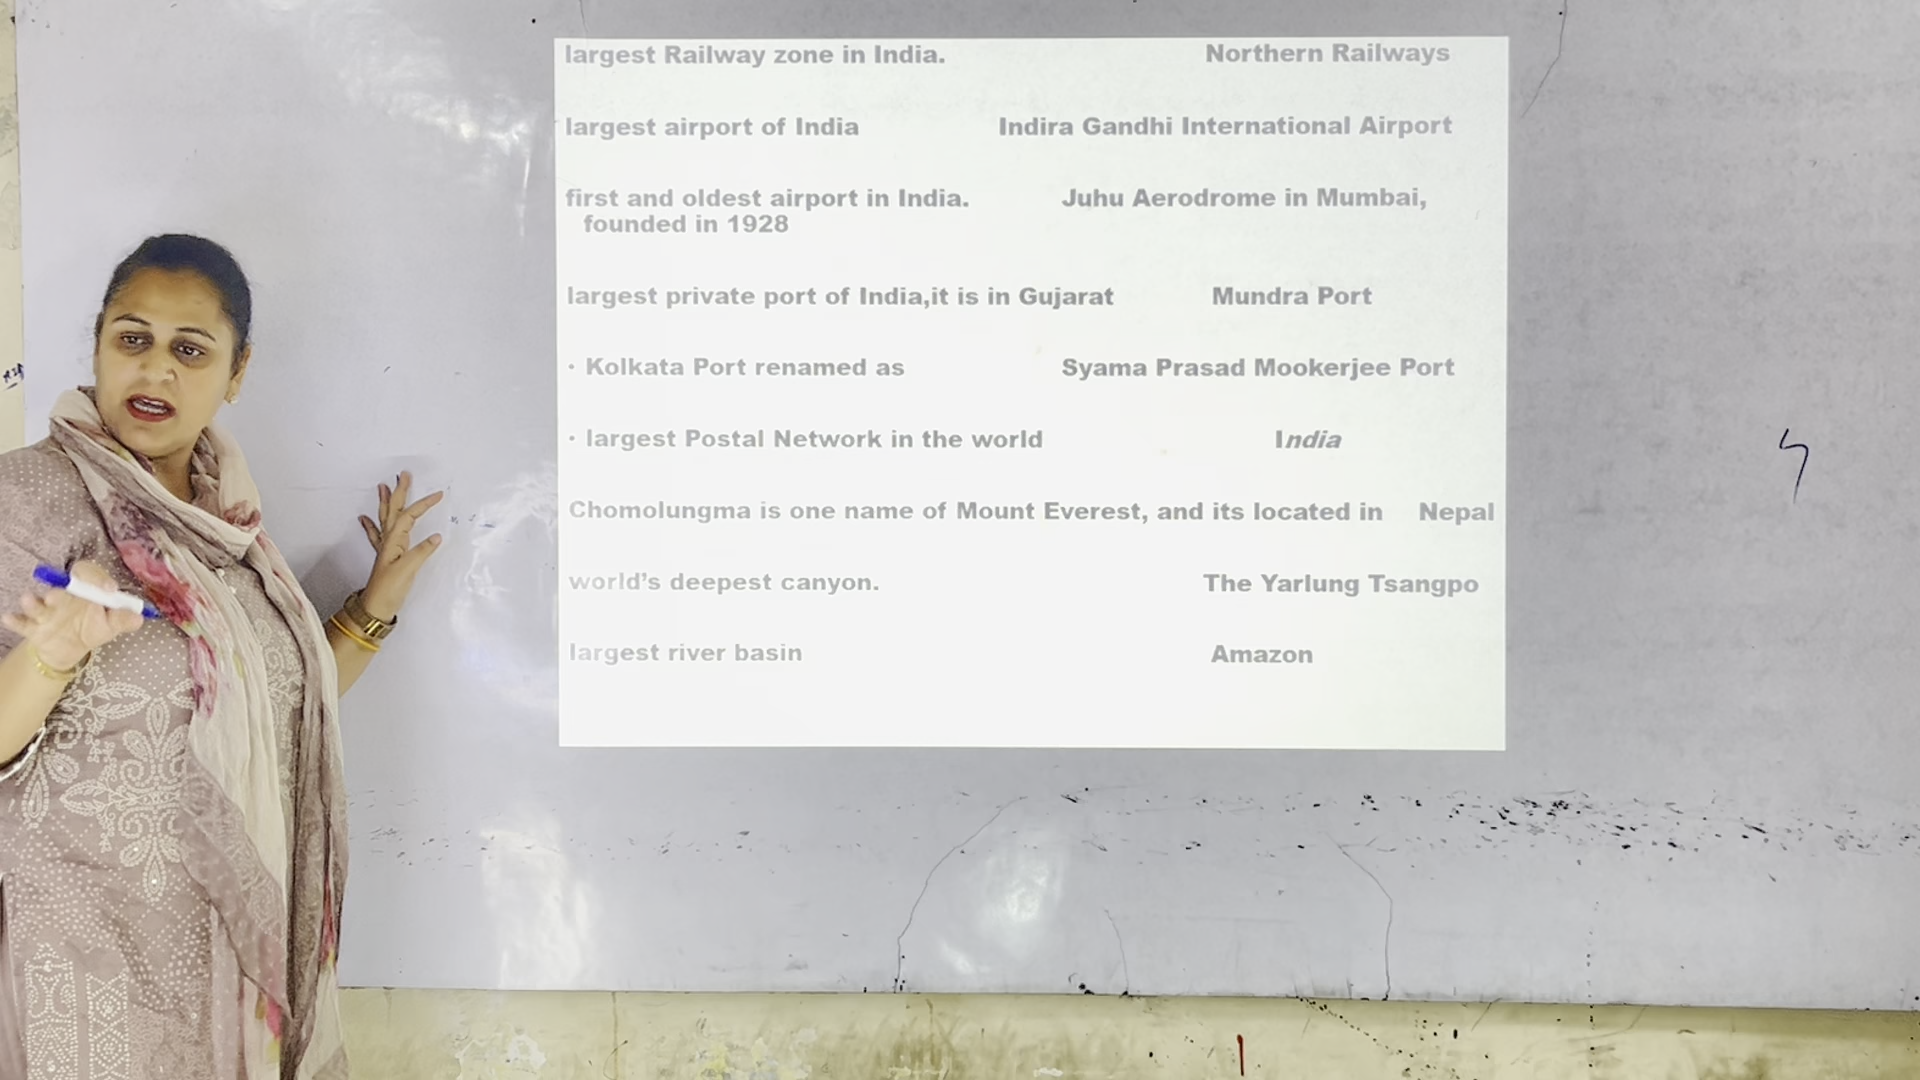 largest Railway zone in India. Northern Railways
largest airport of India Indira Gandhi International Airport
first and oldest airport in India. Juhu Aerodrome in Mumbai,
founded in 1928
largest private port of India,it is in Gujarat Mundra Port
• Kolkata Port renamed as Syama Prasad Mookerjee Port
• largest Postal Network in the world India
Chomolungma is one name of Mount Everest, and its located in Nepal
world’s deepest canyon. The Yarlung Tsangpo
largest river basin Amazon